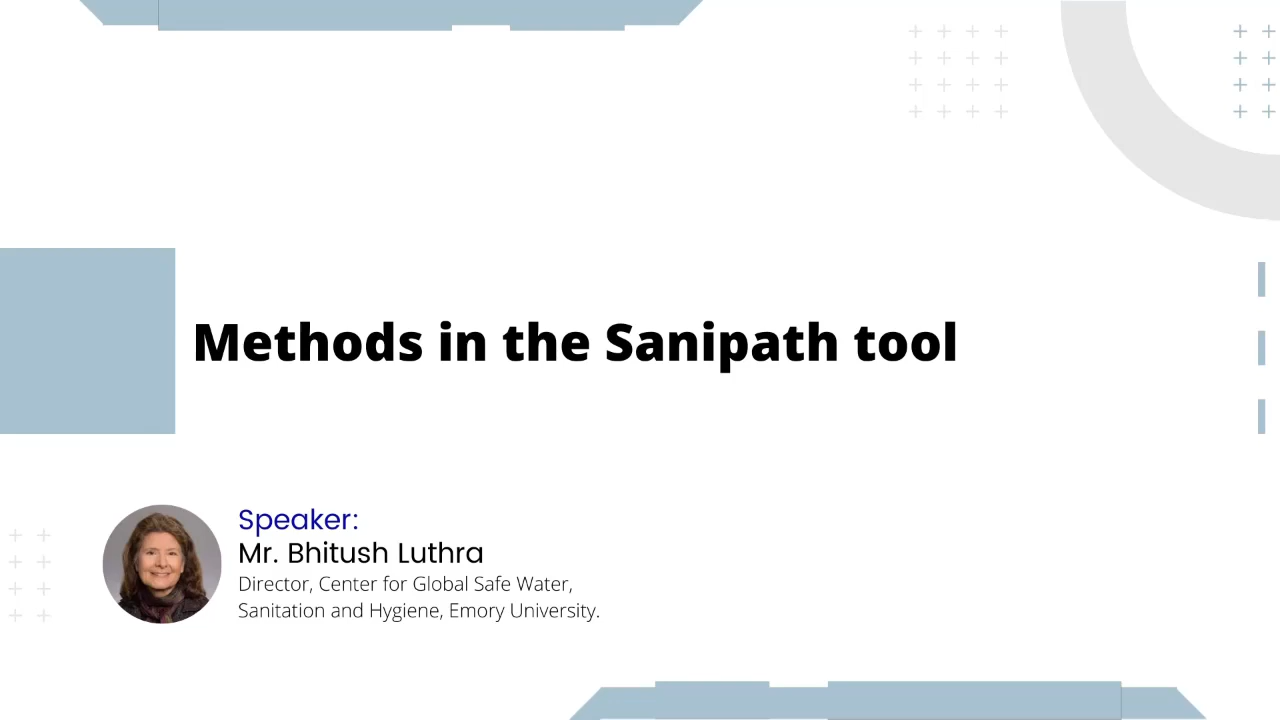 Methods in the Sanipath tool
Speaker:
Mr. Bhitush Luthra
Director, Center for Global Safe Water,
Sanitation and Hygiene, Emory University.